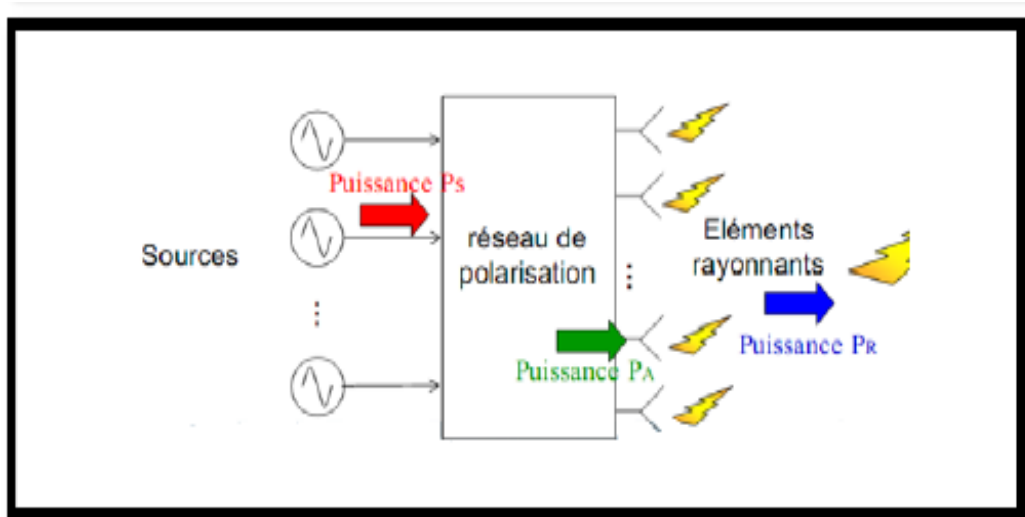 Puissance PS
Sources
réseau de
polarisation
Eléments
rayonnants
Puissance PA
Puissance PR